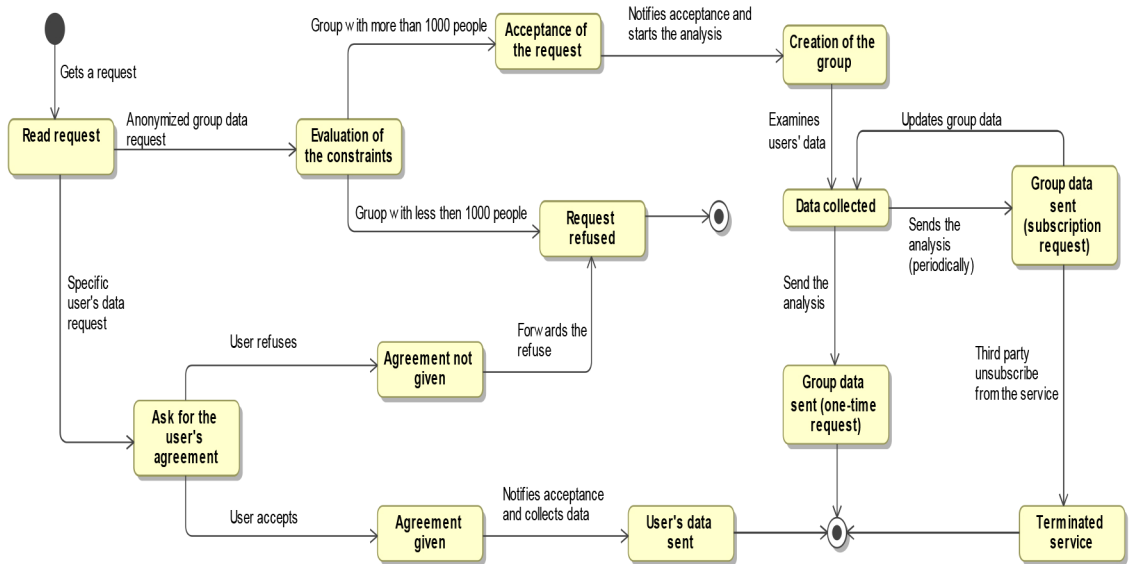 Gets a request
Read request
Anonymized group data
request
Evaluation of
the constraints
Group with more than 1000 people
Acceptance of
the request
Notifies acceptance and
starts the analysis
Creation of the
group
Examines
users' data
Updates group data
Data collected
Sends the
analysis
(periodically)
Group data
sent
(subscription
request)
Gruop with less then 1000 people
Request
refused
Specific
user's data
request
Send the
analysis
User refuses
Agreement not
given
Forwards the
refuse
Group data
sent (one-time
request)
Third party
unsubscribe
from the service
Ask for the
user's
agreement
User accepts
Agreement
given
Notifies acceptance
and collects data
User's data
sent
Terminated
service